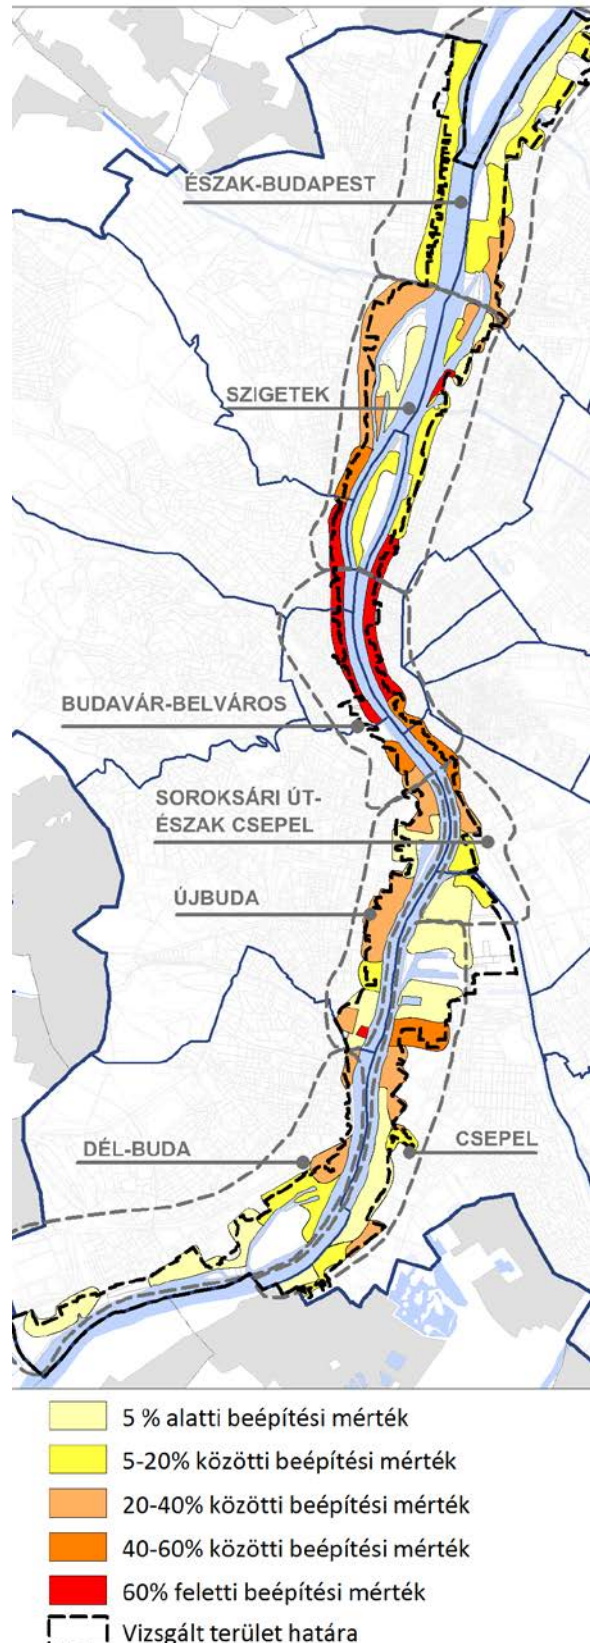 ÉSZAK-BUDAPEST
SZIGETEK
BUDAVÁR-BELVÁROS
SOROKSÁRI ÚT-
ÉSZAK CSEPEL
ÚJBUDA
DÉL-BUDA
CSEPEL
5 % alatti beépítési mérték
5-20% közötti beépítési mérték
20-40% közötti beépítési mérték
40-60% közötti beépítési mérték
60% feletti beépítési mérték
Vizsgált terület határa